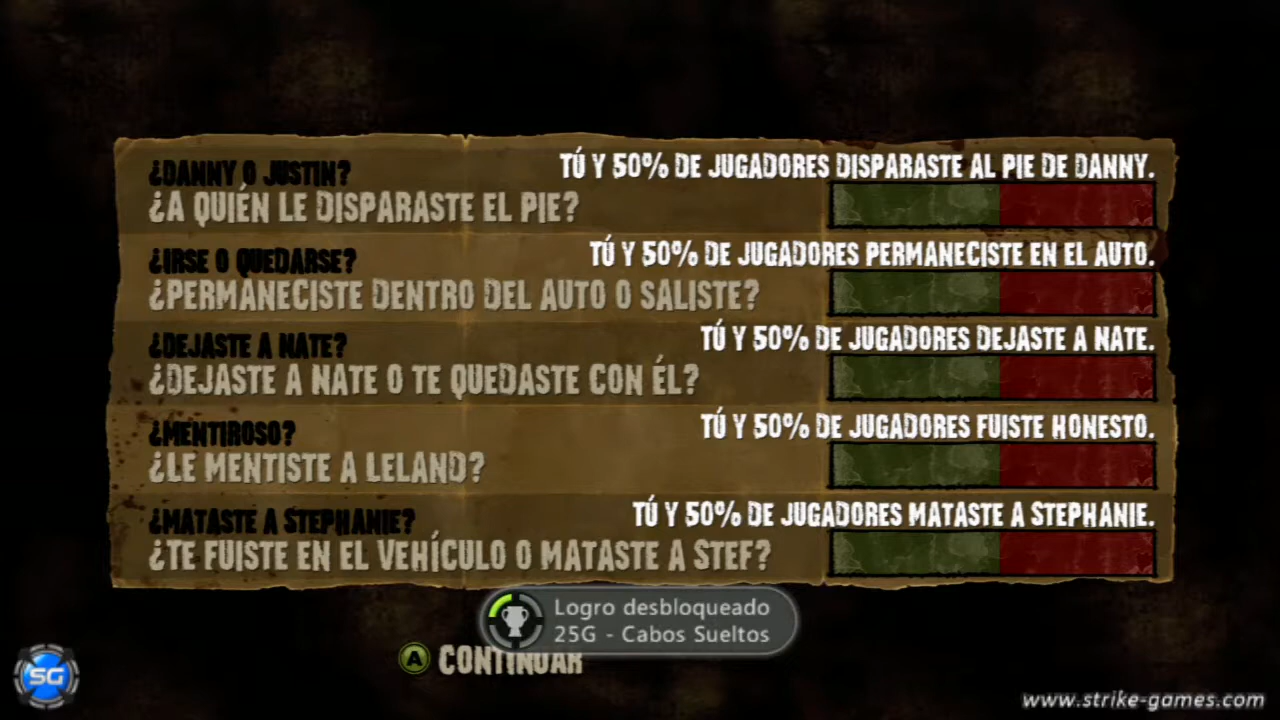 ¿DANNY O JUSTIN?
TÚ Y 50% DE JUGADORES DISPARASTE AL PIE DE DANNY.
¿A QUIÉN LE DISPARASTE EL PIE?
¿IRSE O QUEDARSE?
TÚ Y 50% DE JUGADORES PERMANECISTE EN EL AUTO.
¿PERMANECISTE DENTRO DEL AUTO O SALISTE?
¿DEJASTE A NATE?
TÚ Y 50% DE JUGADORES DEJASTE A NATE.
¿DEJASTE A NATE O TE QUEDASTE CON ÉL?
¿MENTIROSO?
TÚ Y 50% DE JUGADORES FUISTE HONESTO.
¿LE MENTISTE A LELAND?
¿MATASTE A STEPHANIE?
TÚ Y 50% DE JUGADORES MATASTE A STEPHANIE.
¿TE FUISTE EN EL VEHÍCULO O MATASTE A STEF?
Logro desbloqueado
25G - Cabos Sueltos
A CONTINUAR
SG
www.strike-games.com